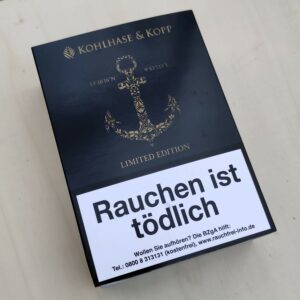 KOHLHASE & KOPP
LIMITED EDITION
Rauchen ist
tödlich
Wollen Sie aufhören? Die BZgA hilft:
Tel.: 0800 8 313131 (kostenfrei), www.rauchfrei-info.de